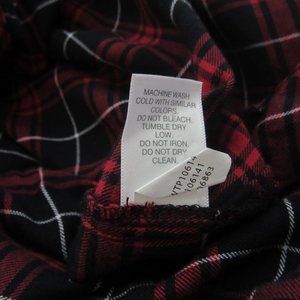 MACHINE WASH
COLD WITH SIMILAR
COLORS.
DO NOT BLEACH.
TUMBLE DRY
LOW.
DO NOT IRON.
DO NOT DRY
CLEAN.
106141